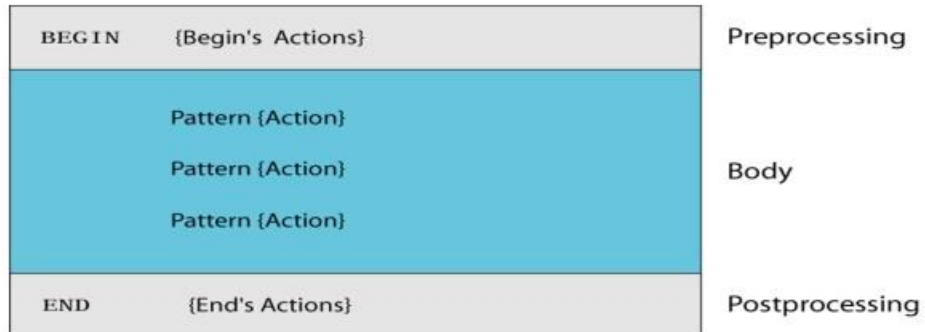 BEGIN {Begin's Actions} Preprocessing
Pattern {Action}
Pattern {Action} Body
Pattern {Action}
END {End's Actions} Postprocessing